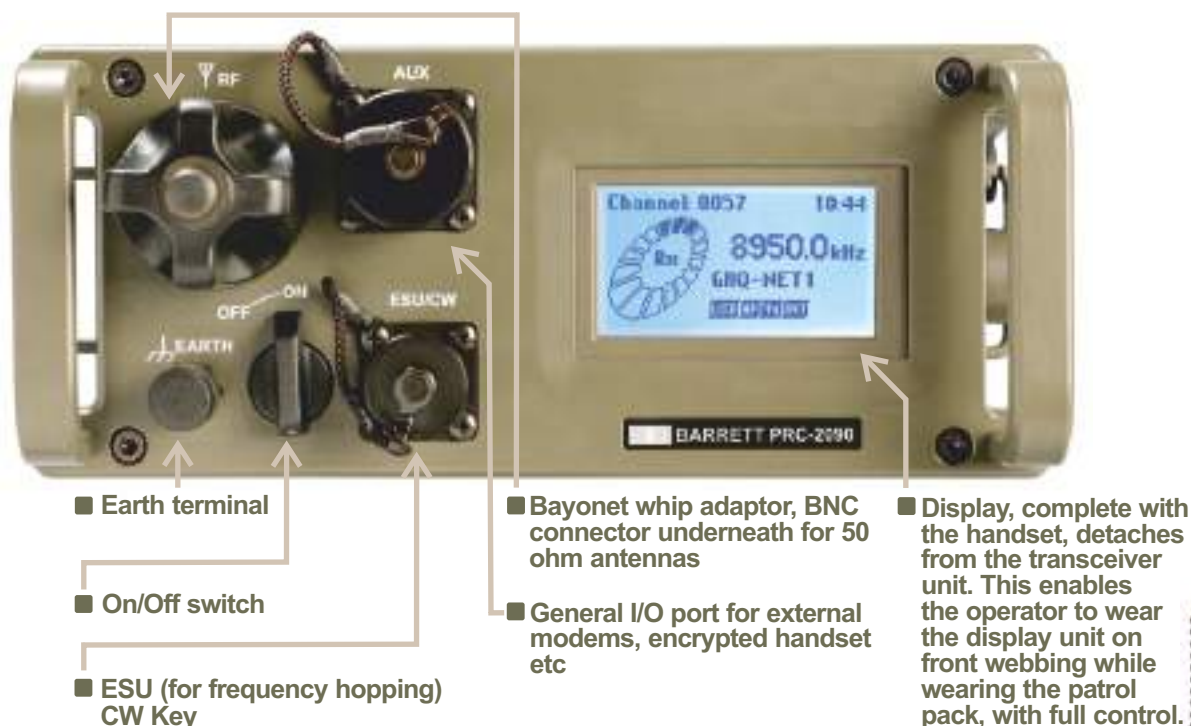 RF
AUX
Channel 0057 10:44
8950.0kHz
OFF ON
ESU/CW
EARTH
BARRETT PRC-2090
Earth terminal
On/Off switch
ESU (for frequency hopping)
CW Key
Bayonet whip adaptor, BNC
connector underneath for 50
ohm antennas
General I/O port for external
modems, encrypted handset
etc
Display, complete with
the handset, detaches
from the transceiver
unit. This enables
the operator to wear
the display unit on
front webbing while
wearing the patrol
pack, with full control.